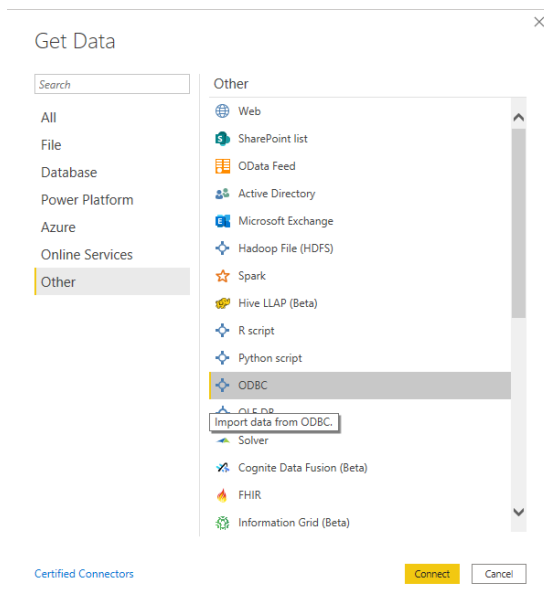 Get Data
Search
All
File
Database
Power Platform
Azure
Online Services
Other
Other
Web
SharePoint list
OData Feed
Active Directory
Microsoft Exchange
Hadoop File (HDFS)
Spark
Hive LLAP (Beta)
R script
Python script
ODBC
OLE DB
Import data from ODBC.
Solver
Cognite Data Fusion (Beta)
FHIR
Information Grid (Beta)
Certified Connectors
Connect
Cancel